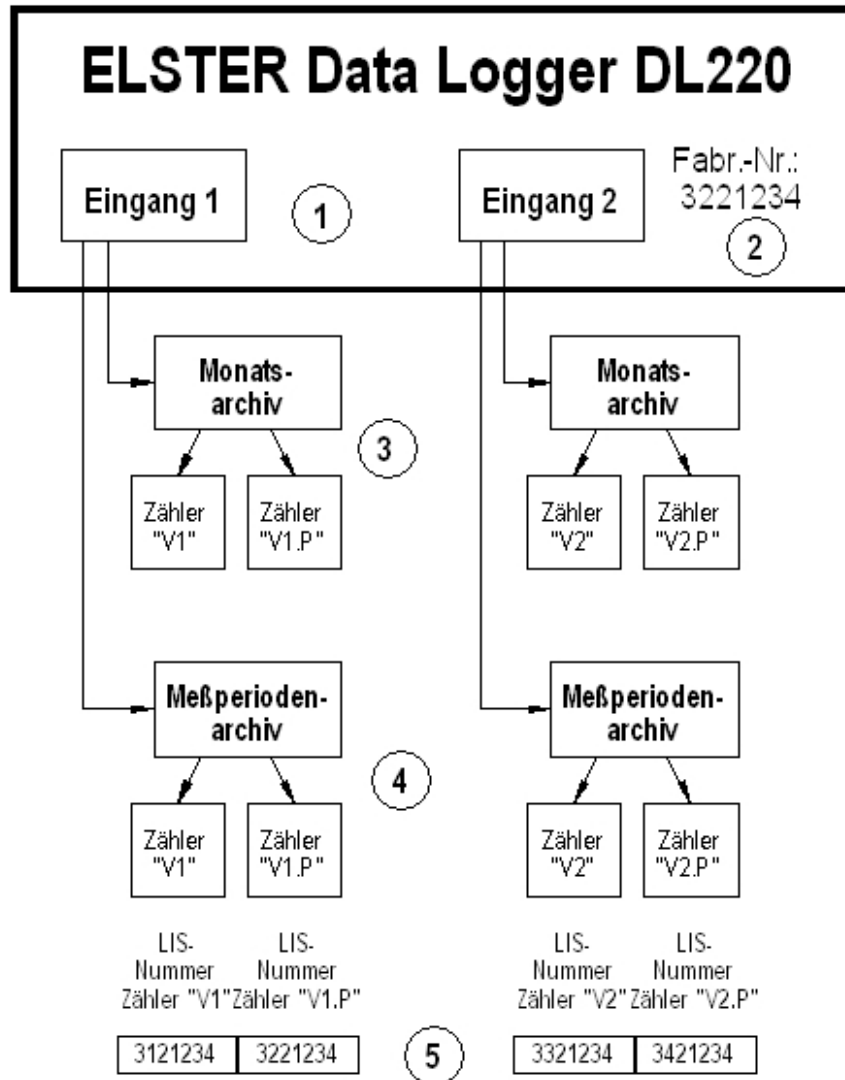 ELSTER Data Logger DL220
Eingang 1
1
Eingang 2
Fabr.-Nr.:
3221234
2
Monats-
archiv
Monats-
archiv
3
Zähler
"V1"
Zähler
"V1.P"
Zähler
"V2"
Zähler
"V2.P"
Meßperioden-
archiv
Meßperioden-
archiv
4
Zähler
"V1"
Zähler
"V1.P"
Zähler
"V2"
Zähler
"V2.P"
LIS-
Nummer
Zähler "V1"
LIS-
Nummer
Zähler "V1.P"
LIS-
Nummer
Zähler "V2"
LIS-
Nummer
Zähler "V2.P"
3121234
3221234
5
3321234
3421234